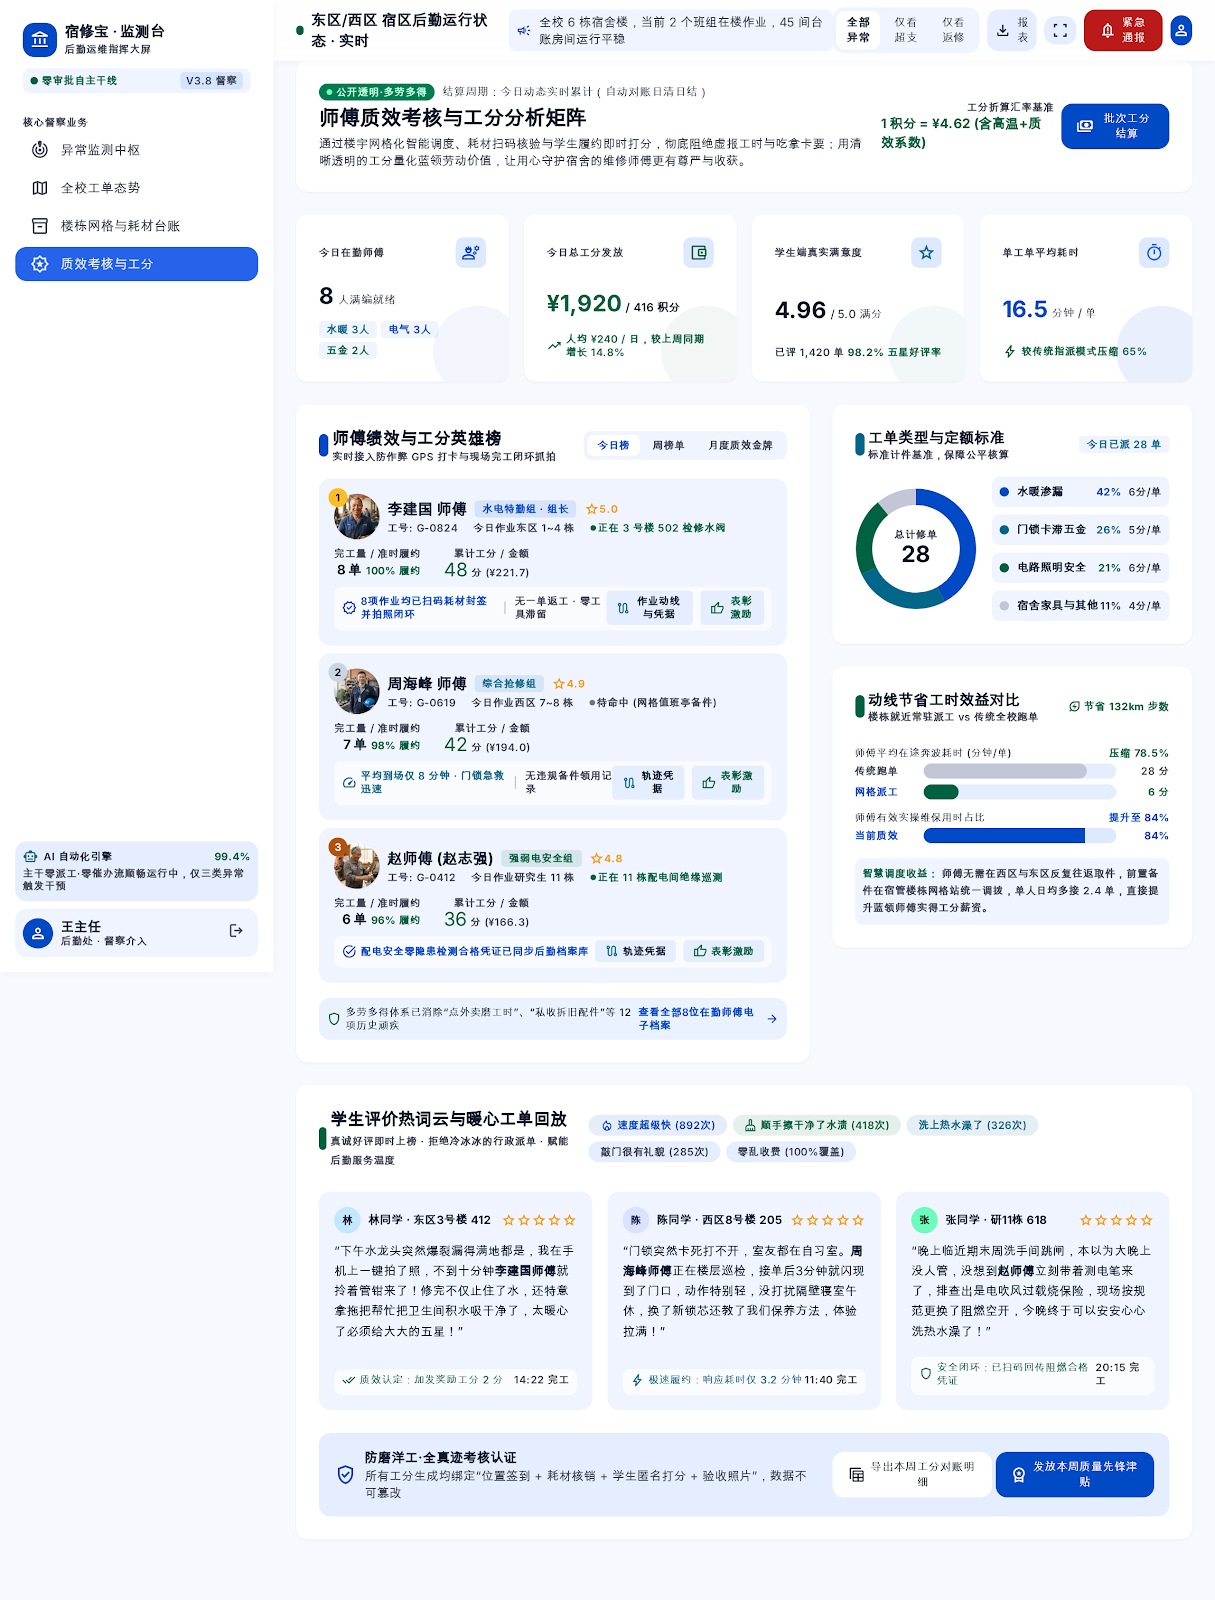 宿修宝 · 监测台
后勤运维指挥大屏
零审批自主干线
V3.8 督察
核心督察业务
异常监测中枢
全校工单态势
楼栋网格与耗材台账
质效考核与工分
AI 自动化引擎
99.4%
主干零派工·零催办流顺畅运行中，仅三类异常
触发干预
王主任
后勤处 · 督察介入
东区/西区 宿区后勤运行状
态 · 实时
全校 6 栋宿舍楼，当前 2 个班组在楼作业，45 间台
账房间运行平稳
全部
异常
仅看
超支
仅看
返修
报
表
紧急
通报
公开透明·多劳多得
结算周期：今日动态实时累计 ( 自动对账日清日结 )
师傅质效考核与工分分析矩阵
通过楼宇网格化智能调度、耗材扫码核验与学生履约即时打分，彻底阻绝虚报工时与吃拿卡要；用清
晰透明的工分量化蓝领劳动价值，让用心守护宿舍的维修师傅更有尊严与收获。
工分折算汇率基准
1 积分 = ¥4.62 (含高温+质
效系数)
批次工分
结算
今日在勤师傅
8 人满编就绪
水暖 3人
电气 3人
五金 2人
今日总工分发放
¥1,920 / 416 积分
人均 ¥240 / 日，较上周同期
增长 14.8%
学生端真实满意度
4.96 / 5.0 满分
已评 1,420 单 98.2% 五星好评率
单工单平均耗时
16.5 分钟 / 单
较传统指派模式压缩 65%
师傅绩效与工分英雄榜
实时接入防作弊 GPS 打卡与现场完工闭环抓拍
今日榜
周榜单
月度质效金牌
1
李建国 师傅
水电特勤组 · 组长
5.0
工号: G-0824
今日作业东区 1~4 栋
正在 3 号楼 502 检修水阀
完工量 / 准时履约
8 单 100% 履约
累计工分 / 金额
48 分 (¥221.7)
8项作业均已扫码耗材封签
并拍照闭环
无一单返工 · 零工
具滞留
作业动线
与凭据
表彰
激励
2
周海峰 师傅
综合抢修组
4.9
工号: G-0619
今日作业西区 7~8 栋
待命中 (网格值班亭备件)
完工量 / 准时履约
7 单 98% 履约
累计工分 / 金额
42 分 (¥194.0)
平均到场仅 8 分钟 · 门锁急救
迅速
无违规备件领用记
录
轨迹凭
据
表彰激
励
3
赵师傅 (赵志强)
强弱电安全组
4.8
工号: G-0412
今日作业研究生 11 栋
正在 11 栋配电间绝缘巡测
完工量 / 准时履约
6 单 96% 履约
累计工分 / 金额
36 分 (¥166.3)
配电安全零隐患检测合格凭证已同步后勤档案库
轨迹凭据
表彰激励
多劳多得体系已消除“点外卖磨工时”、“私收拆旧配件”等 12
项历史顽疾
查看全部8位在勤师傅电
子档案
工单类型与定额标准
标准计件基准，保障公平核算
今日已派 28 单
总计修单
28
水暖渗漏 42% 6分/单
门锁卡滞五金 26% 5分/单
电路照明安全 21% 6分/单
宿舍家具与其他 11% 4分/单
动线节省工时效益对比
楼栋就近常驻派工 vs 传统全校跑单
节省 132km 步数
师傅平均在途奔波耗时 (分钟/单)
压缩 78.5%
传统跑单
28 分
网格派工
6 分
师傅有效实操维保用时占比
提升至 84%
当前质效
84%
智慧调度收益： 师傅无需在西区与东区反复往返取件，前置备
件在宿管楼栋网格站统一调拨，单人日均多接 2.4 单，直接提
升蓝领师傅实得工分薪资。
学生评价热词云与暖心工单回放
真诚好评即时上榜 · 拒绝冷冰冰的行政派单 · 赋能
后勤服务温度
速度超级快 (892次)
顺手擦干净了水渍 (418次)
洗上热水澡了 (326次)
敲门很有礼貌 (285次)
零乱收费 (100%覆盖)
林
林同学 · 东区3号楼 412
“下午水龙头突然爆裂漏得满地都是，我在手
机上一键拍了照，不到十分钟李建国师傅就
拎着管钳来了！修完不仅止住了水，还特意
拿拖把帮忙把卫生间积水吸干净了，太暖心
了必须给大大的五星！”
质效认定：加发奖励工分 2 分
14:22 完工
陈
陈同学 · 西区8号楼 205
“门锁突然卡死打不开，室友都在自习室。周
海峰师傅正在楼层巡检，接单后3分钟就闪现
到了门口，动作特别轻，没打扰隔壁寝室午
休，换了新锁芯还教了我们保养方法，体验
拉满！”
极速履约：响应耗时仅 3.2 分钟
11:40 完工
张
张同学 · 研11栋 618
“晚上临近期末周洗手间跳闸，本以为大晚上
没人管，没想到赵师傅立刻带着测电笔来
了，排查出是电吹风过载烧保险，现场按规
范更换了阻燃空开，今晚终于可以安安心心
洗热水澡了！”
安全闭环：已扫码回传阻燃合格
凭证
20:15 完
工
防磨洋工·全真迹考核认证
所有工分生成均绑定“位置签到 + 耗材核销 + 学生匿名打分 + 验收照片”，数据不
可篡改
导出本周工分对账明
细
发放本周质量先锋津
贴